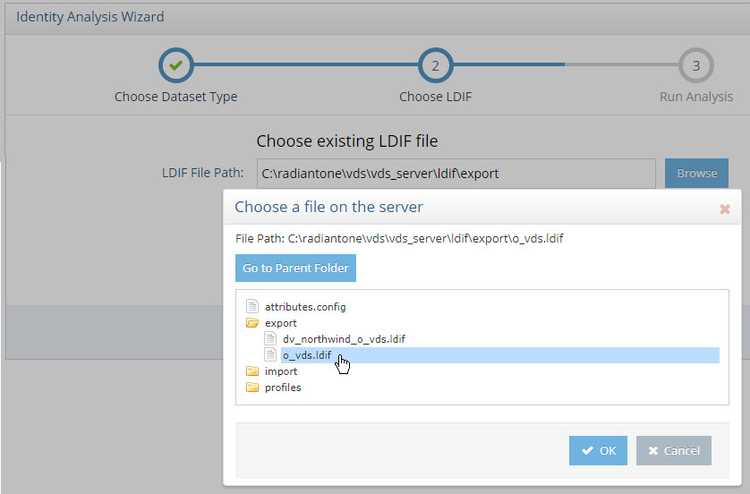 Identity Analysis Wizard
2
3
Choose Dataset Type
Choose LDIF
Run Analysis
Choose existing LDIF file
LDIF File Path: C:\radiantone\vds\vds_server\ldif\export Browse
Choose a file on the server
File Path: C:\radiantone\vds\vds_server\ldif\export\o_vds.ldif
Go to Parent Folder
attributes.config
export
dv_northwind_o_vds.ldif
o_vds.ldif
import
profiles
OK Cancel